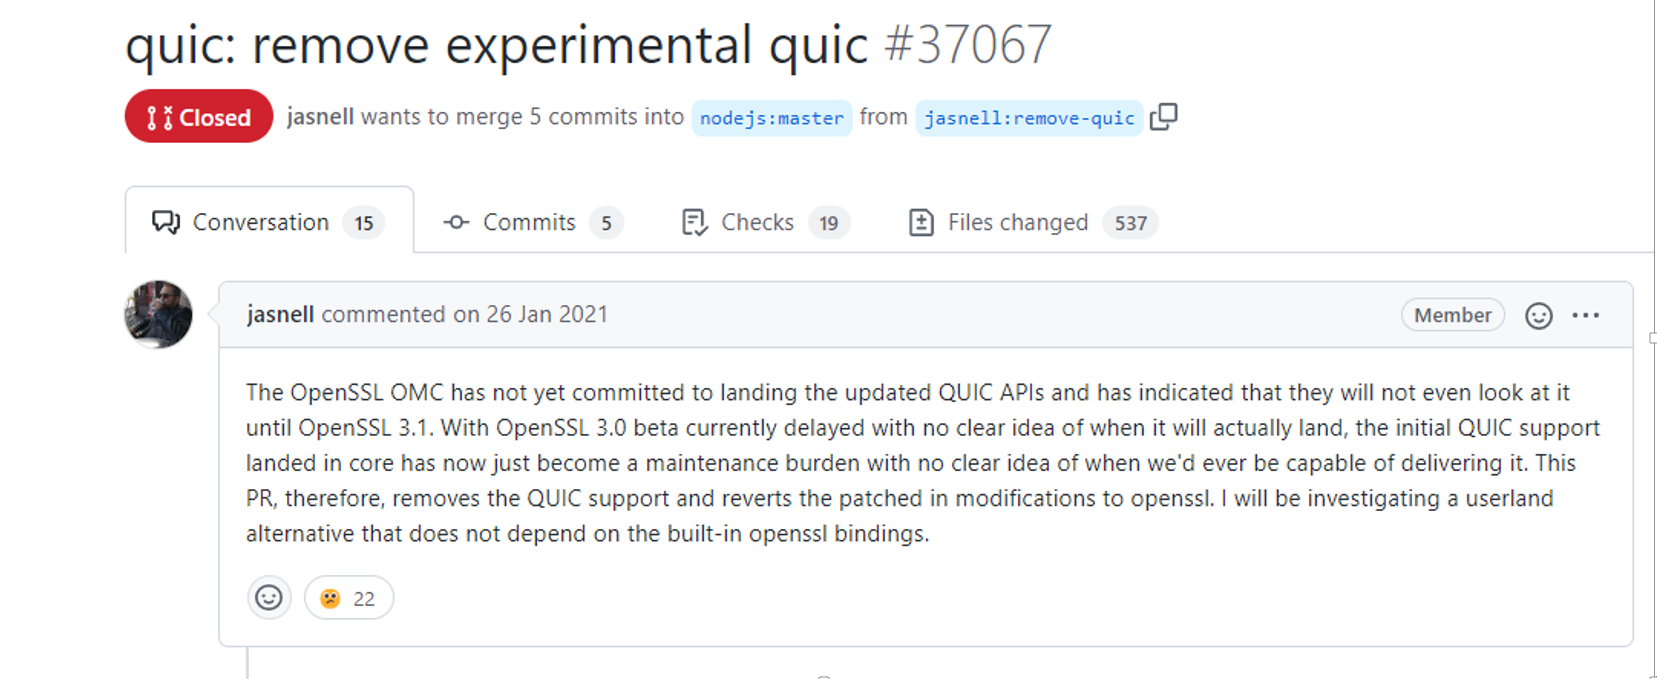 quic: remove experimental quic #37067
Closed jasnell wants to merge 5 commits into nodejs:master from jasnell:remove-quic
Conversation 15 Commits 5 Checks 19 Files changed 537
jasnell commented on 26 Jan 2021 Member
The OpenSSL OMC has not yet committed to landing the updated QUIC APIs and has indicated that they will not even look at it
until OpenSSL 3.1. With OpenSSL 3.0 beta currently delayed with no clear idea of when it will actually land, the initial QUIC support
landed in core has now just become a maintenance burden with no clear idea of when we'd ever be capable of delivering it. This
PR, therefore, removes the QUIC support and reverts the patched in modifications to openssl. I will be investigating a userland
alternative that does not depend on the built-in openssl bindings.
22